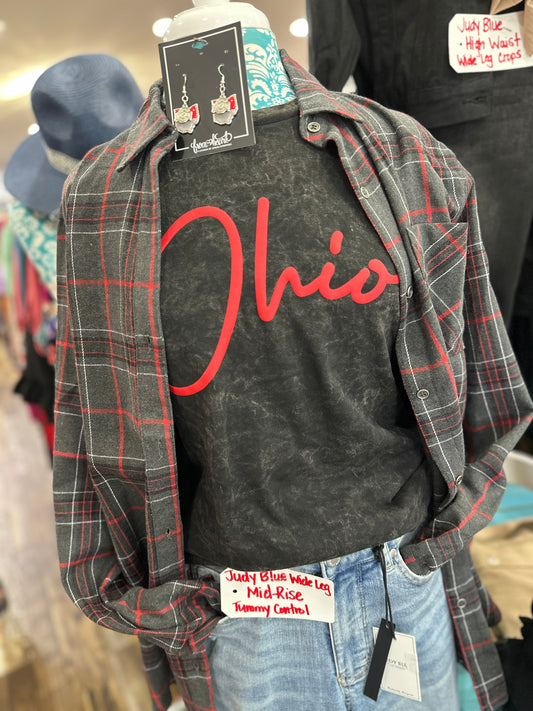 Judy Blue
• High Waist
Wide Leg Crops
Ohio
Judy Blue Wide Leg
• Mid-Rise
Tummy Control